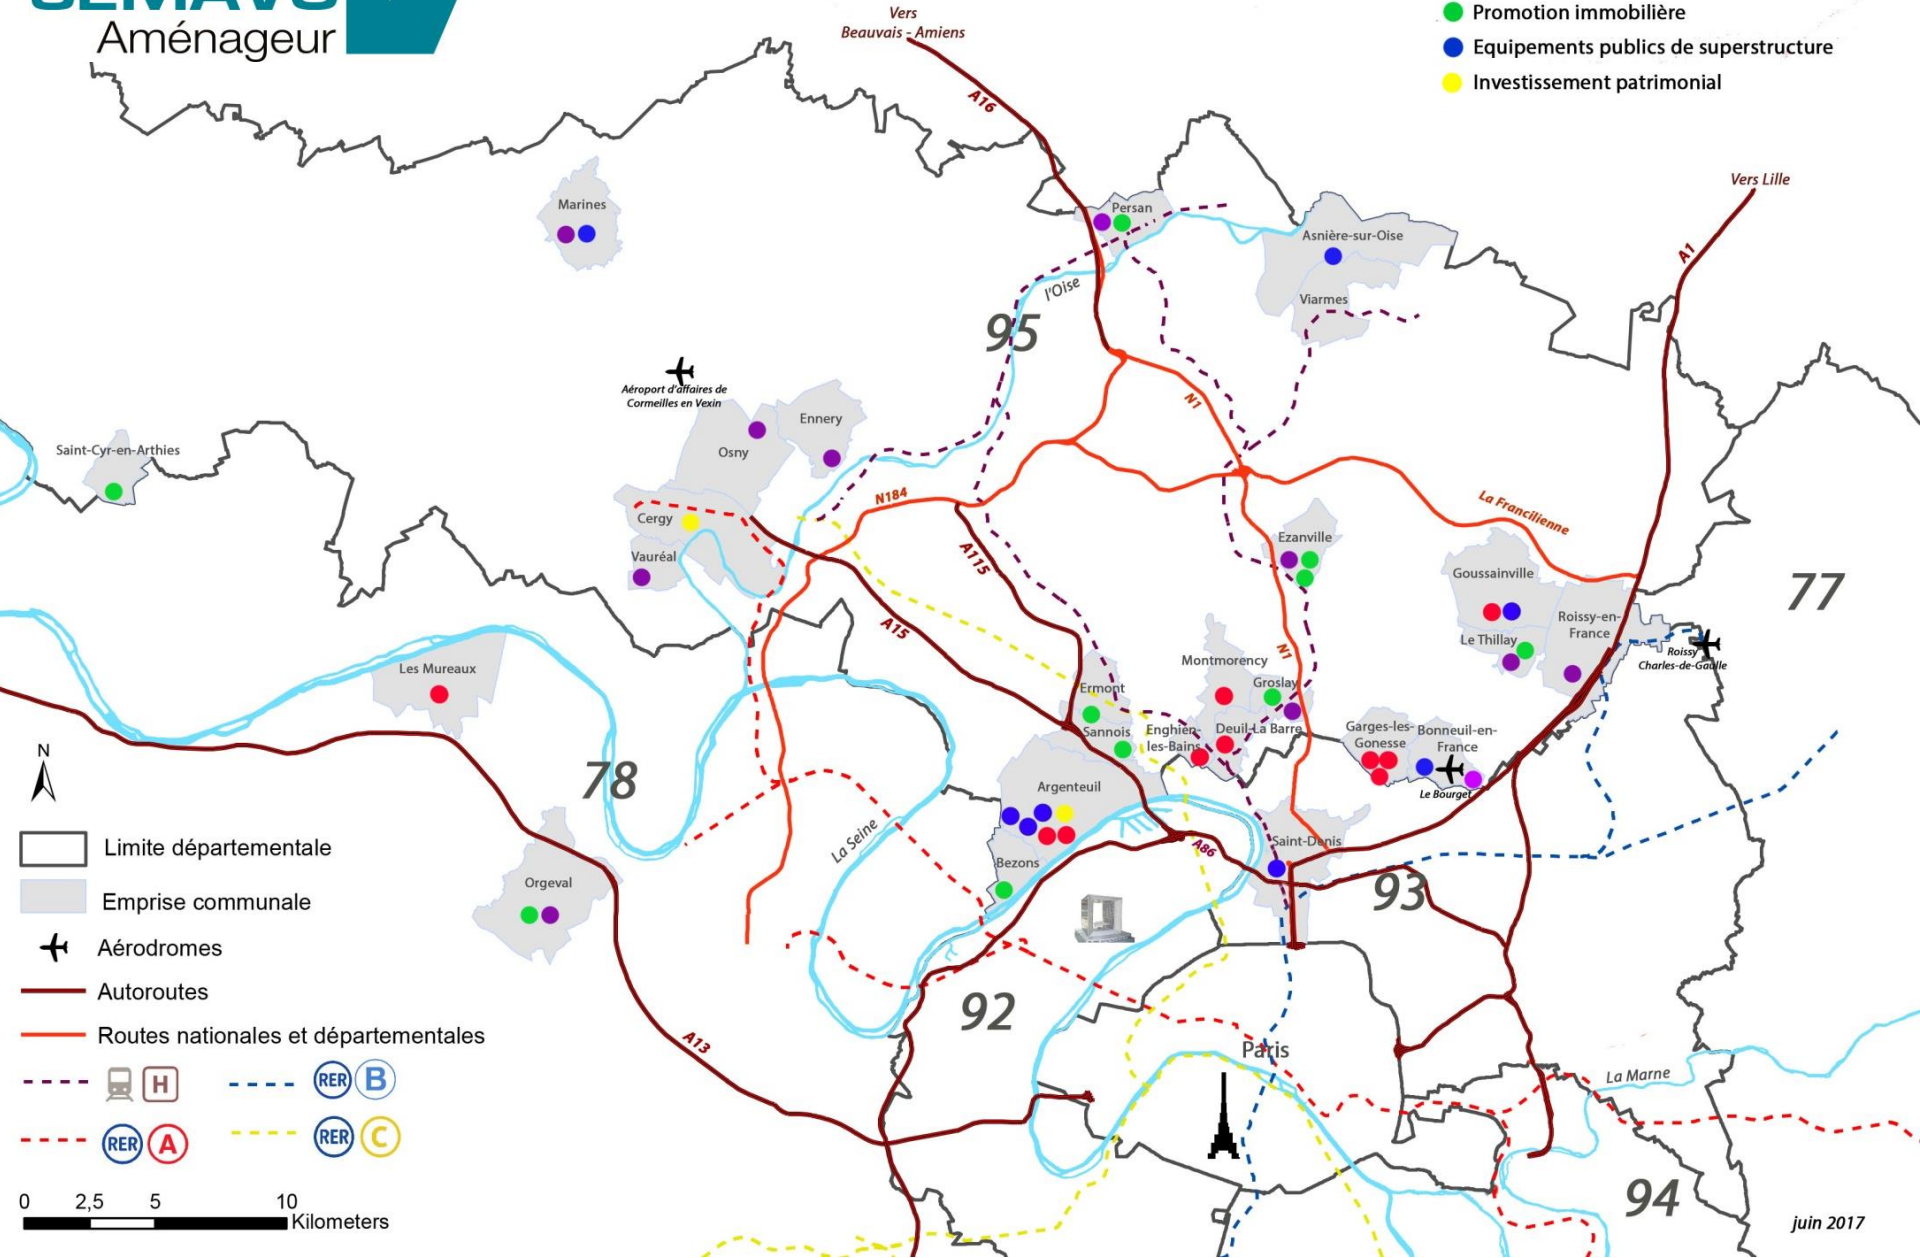 SEMAVO
Aménageur
Promotion immobilière
Equipements publics de superstructure
Investissement patrimonial
Vers
Beauvais - Amiens
A16
Vers Lille
A1
Marines
Persan
Asnière-sur-Oise
Viarmes
l'Oise
95
Aéroport d'affaires de
Cormeilles en Vexin
Ennery
Osny
N1
Saint-Cyr-en-Arthies
Cergy
N184
Vauréal
A115
La Francilienne
Ezanville
Goussainville
77
Le Thillay
Roissy-en-
France
Roissy
Charles-de-Gaulle
A15
N1
Les Mureaux
Montmorency
Ermont
Groslay
Sannois
Enghien-
les-Bains
Deuil-La Barre
Garges-les-
Gonesse
Bonneuil-en-
France
Le Bourget
78
Argenteuil
La Seine
Bezons
A86
Saint-Denis
93
Orgeval
92
A13
Paris
La Marne
94
N
Limite départementale
Emprise communale
Aérodromes
Autoroutes
Routes nationales et départementales
H
RER B
RER A
RER C
0 2,5 5 10
Kilometers
juin 2017